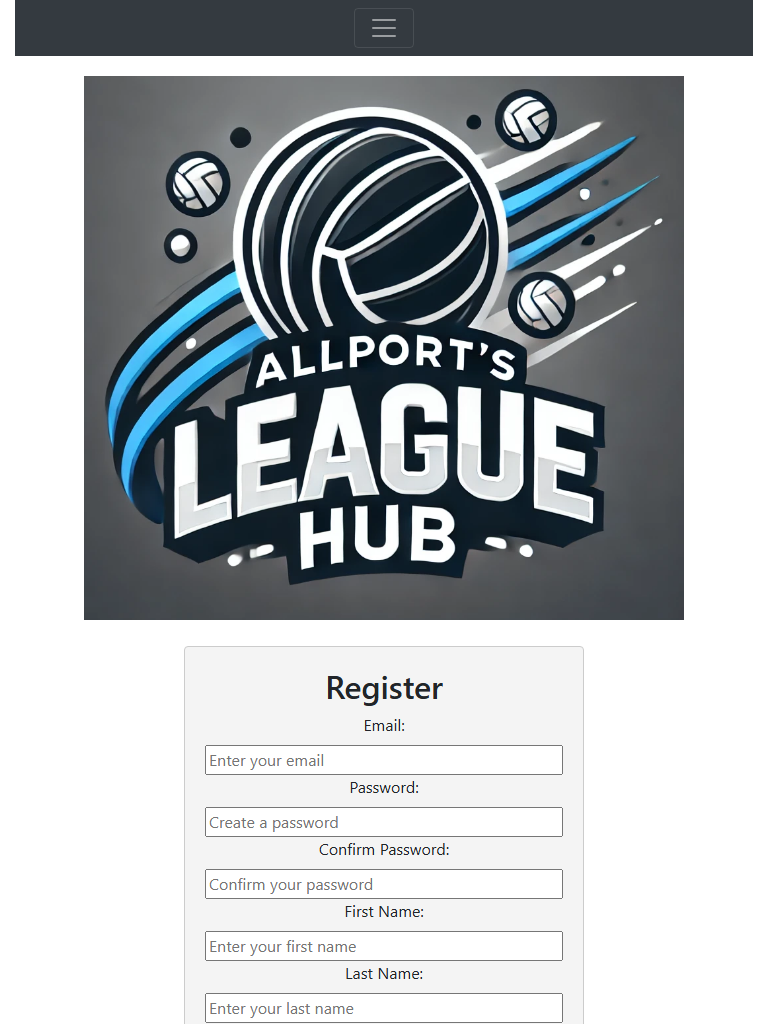 ALLPORT'S
LEAGUE
HUB
Register
Email:
Enter your email
Password:
Create a password
Confirm Password:
Confirm your password
First Name:
Enter your first name
Last Name:
Enter your last name